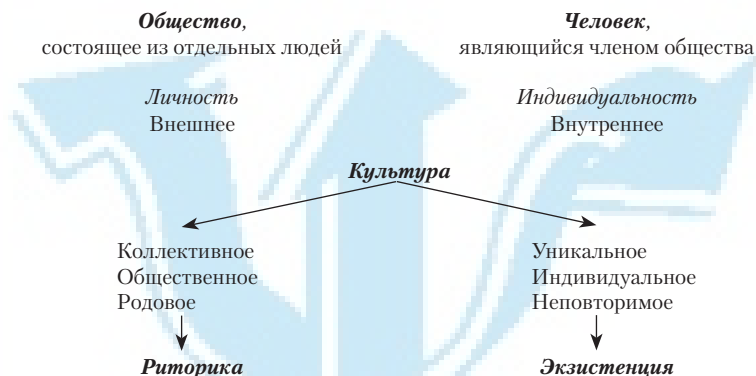 Общество,
состоящее из отдельных людей
Человек,
являющийся членом общества
Личность
Внешнее
Индивидуальность
Внутреннее
Культура
Коллективное
Общественное
Родовое
Уникальное
Индивидуальное
Неповторимое
Риторика
Экзистенция